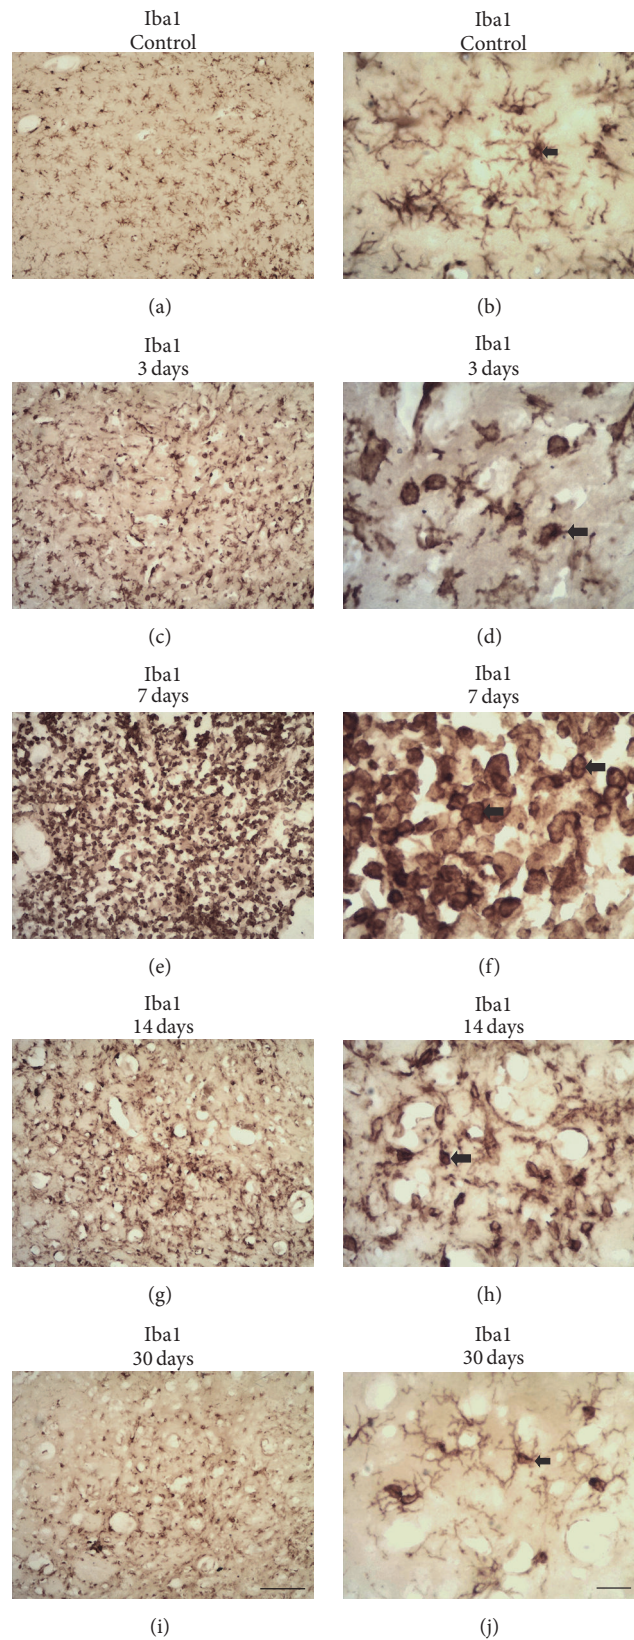 Iba1
Control
Iba1
Control
(a)
(b)
Iba1
3 days
Iba1
3 days
(c)
(d)
Iba1
7 days
Iba1
7 days
(e)
(f)
Iba1
14 days
Iba1
14 days
(g)
(h)
Iba1
30 days
Iba1
30 days
(i)
(j)